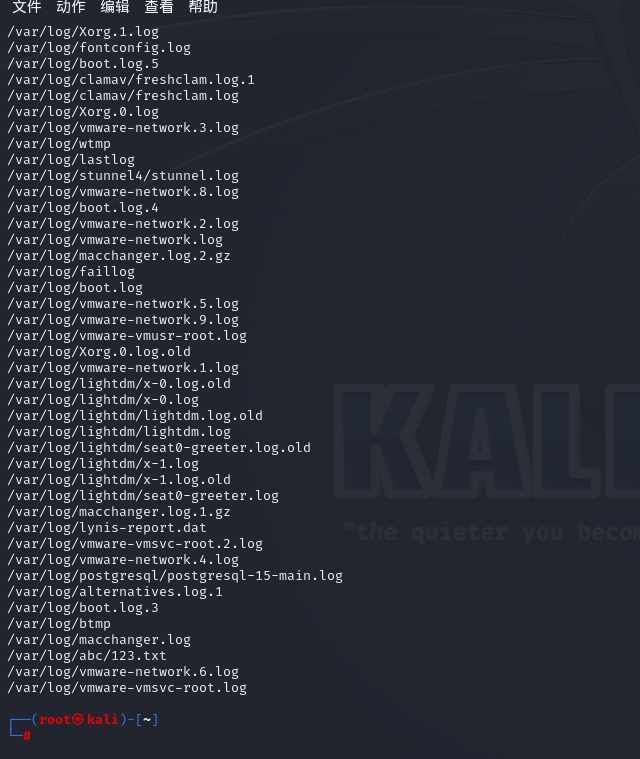 文件 动作 编辑 查看 帮助
/var/log/Xorg.1.log
/var/log/fontconfig.log
/var/log/boot.log.5
/var/log/clamav/freshclam.log.1
/var/log/clamav/freshclam.log
/var/log/Xorg.0.log
/var/log/vmware-network.3.log
/var/log/wtmp
/var/log/lastlog
/var/log/stunnel4/stunnel.log
/var/log/vmware-network.8.log
/var/log/boot.log.4
/var/log/vmware-network.2.log
/var/log/vmware-network.log
/var/log/macchanger.log.2.gz
/var/log/faillog
/var/log/boot.log
/var/log/vmware-network.5.log
/var/log/vmware-network.9.log
/var/log/vmware-vmusr-root.log
/var/log/Xorg.0.log.old
/var/log/vmware-network.1.log
/var/log/lightdm/x-0.log.old
/var/log/lightdm/x-0.log
/var/log/lightdm/lightdm.log.old
/var/log/lightdm/lightdm.log
/var/log/lightdm/seat0-greeter.log.old
/var/log/lightdm/x-1.log
/var/log/lightdm/x-1.log.old
/var/log/lightdm/seat0-greeter.log
/var/log/macchanger.log.1.gz
/var/log/lynis-report.dat
/var/log/vmware-vmsvc-root.2.log
/var/log/vmware-network.4.log
/var/log/postgresql/postgresql-15-main.log
/var/log/alternatives.log.1
/var/log/boot.log.3
/var/log/btmp
/var/log/macchanger.log
/var/log/abc/123.txt
/var/log/vmware-network.6.log
/var/log/vmware-vmsvc-root.log
┌──(root㉿kali)-[~]
└─#
KALI
"the quieter you becom